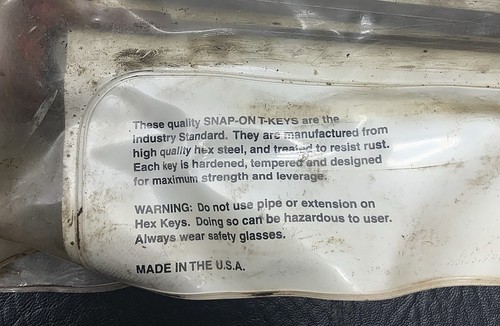 These quality SNAP-ON T-KEYS are the
Industry Standard. They are manufactured from
high quality hex steel, and treated to resist rust.
Each key is hardened, tempered and designed
for maximum strength and leverage.
WARNING: Do not use pipe or extension on
Hex Keys. Doing so can be hazardous to user.
Always wear safety glasses.
MADE IN THE U.S.A.